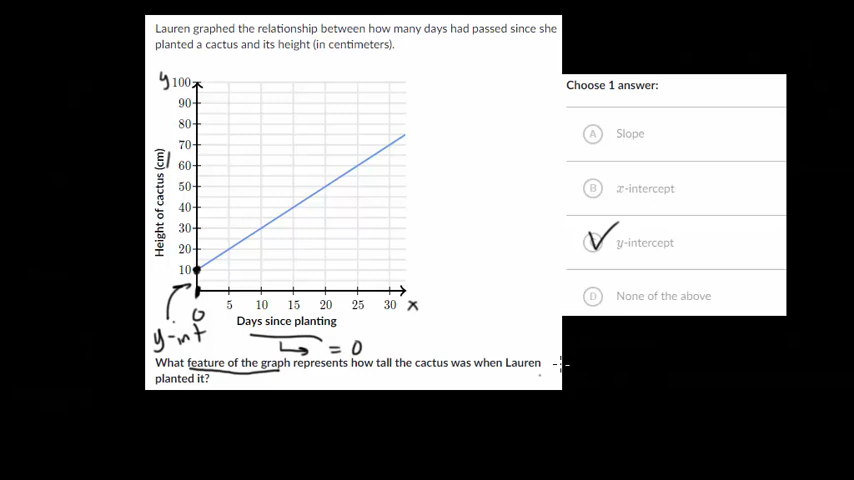 Lauren graphed the relationship between how many days had passed since she
planted a cactus and its height (in centimeters).
y
100
90
80
70
60
50
40
30
20
10
Height of cactus (cm)
0
5
10
15
20
25
30
x
Days since planting
y-int
= 0
What feature of the graph represents how tall the cactus was when Lauren
planted it?
Choose 1 answer:
A Slope
B x-intercept
y-intercept
D None of the above